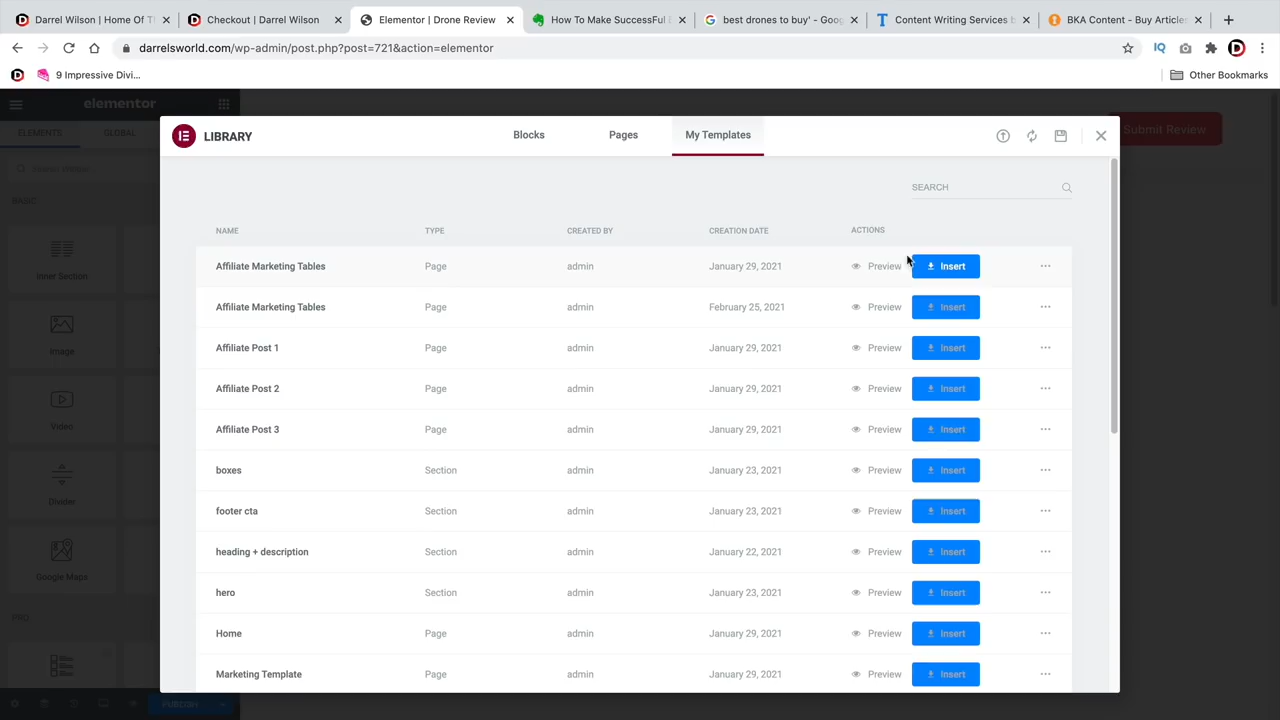 Darrel Wilson | Home Of T
Checkout | Darrel Wilson
Elementor | Drone Review
How To Make SuccessFul
best drones to buy' - Goog
Content Writing Services b
BKA Content - Buy Articles
darrelsworld.com/wp-admin/post.php?post=721&action=elementor
9 Impressive Divi...
Other Bookmarks
elementor
ELEMENTS GLOBAL
BASIC
Inner Section
Image
Video
Divider
Google Maps
PRO
PUBLISH
Submit Review
LIBRARY
Blocks Pages My Templates
SEARCH
NAME TYPE CREATED BY CREATION DATE ACTIONS
Affiliate Marketing Tables Page admin January 29, 2021 Preview Insert
Affiliate Marketing Tables Page admin February 25, 2021 Preview Insert
Affiliate Post 1 Page admin January 29, 2021 Preview Insert
Affiliate Post 2 Page admin January 29, 2021 Preview Insert
Affiliate Post 3 Page admin January 29, 2021 Preview Insert
boxes Section admin January 23, 2021 Preview Insert
footer cta Section admin January 23, 2021 Preview Insert
heading + description Section admin January 22, 2021 Preview Insert
hero Section admin January 23, 2021 Preview Insert
Home Page admin January 29, 2021 Preview Insert
Marketing Template Page admin January 29, 2021 Preview Insert